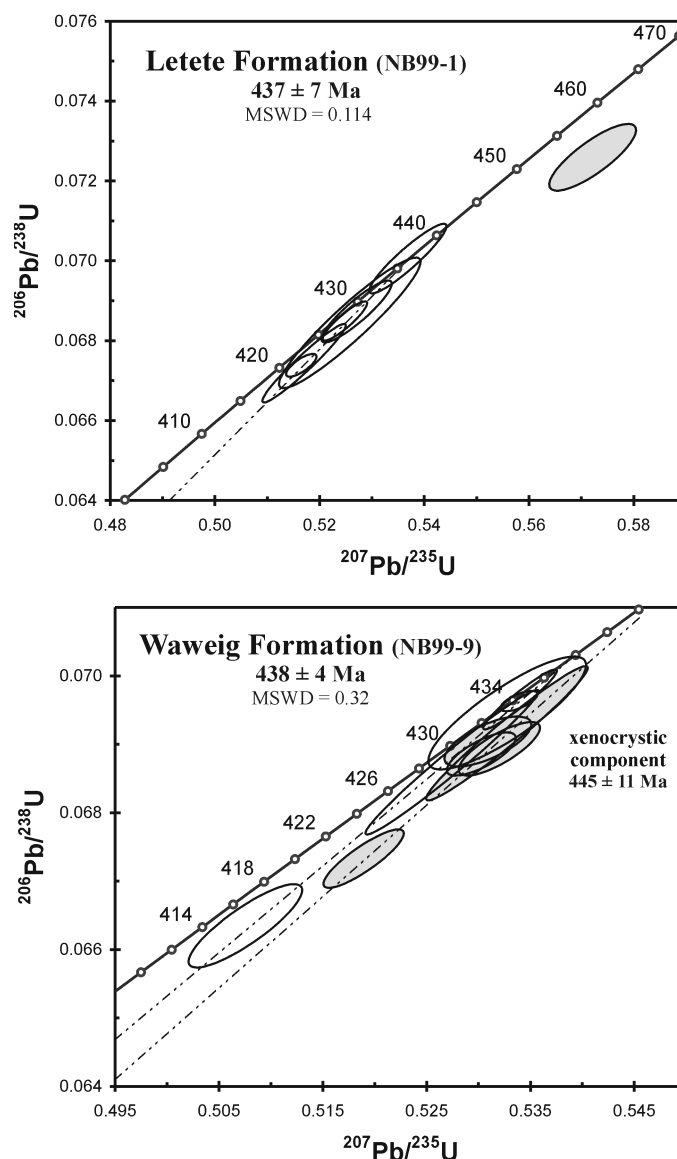 Letete Formation (NB99-1)
437 ± 7 Ma
MSWD = 0.114
0.076
0.074
0.072
0.070
0.068
0.066
0.064
206Pb/238U
470
460
450
440
430
420
410
0.48
0.50
0.52
0.54
0.56
0.58
207Pb/235U
Waweig Formation (NB99-9)
438 ± 4 Ma
MSWD = 0.32
0.070
0.068
0.066
0.064
206Pb/238U
434
430
426
422
418
414
xenocrystic
component
445 ± 11 Ma
0.495
0.505
0.515
0.525
0.535
0.545
207Pb/235U